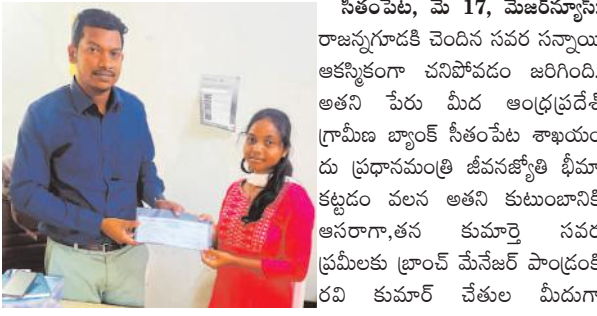 సీతంపేట, మే 17, మేజర్‌న్యూస్:
రాజన్నగూడకి చెందిన సవర సన్నాయి
ఆకస్మికంగా చనిపోవడం జరిగింది.
అతని పేరు మీద ఆంధ్రప్రదేశ్
గ్రామీణ బ్యాంక్ సీతంపేట శాఖయం
దు ప్రధానమంత్రి జీవనజ్యోతి భీమా
కట్టడం వలన అతని కుటుంబానికి
ఆసరాగా,తన కుమార్తె సవర
ప్రమీలకు బ్రాంచ్ మేనేజర్ పాండ్రంకి
రవి కుమార్ చేతుల మీదుగా